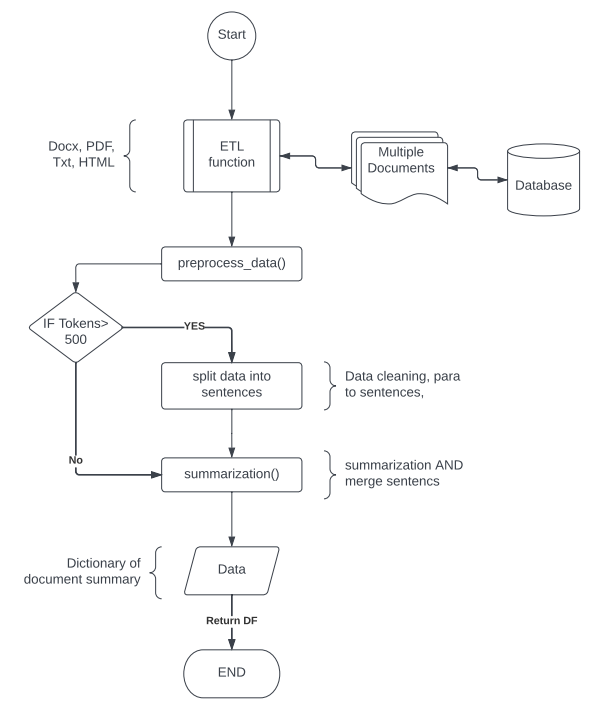 Start
Docx, PDF,
Txt, HTML
ETL
function
Multiple
Documents
Database
preprocess_data()
IF Tokens>
500
YES
split data into
sentences
Data cleaning, para
to sentences,
No
summarization()
summarization AND
merge sentencs
Dictionary of
document summary
Data
Return DF
END